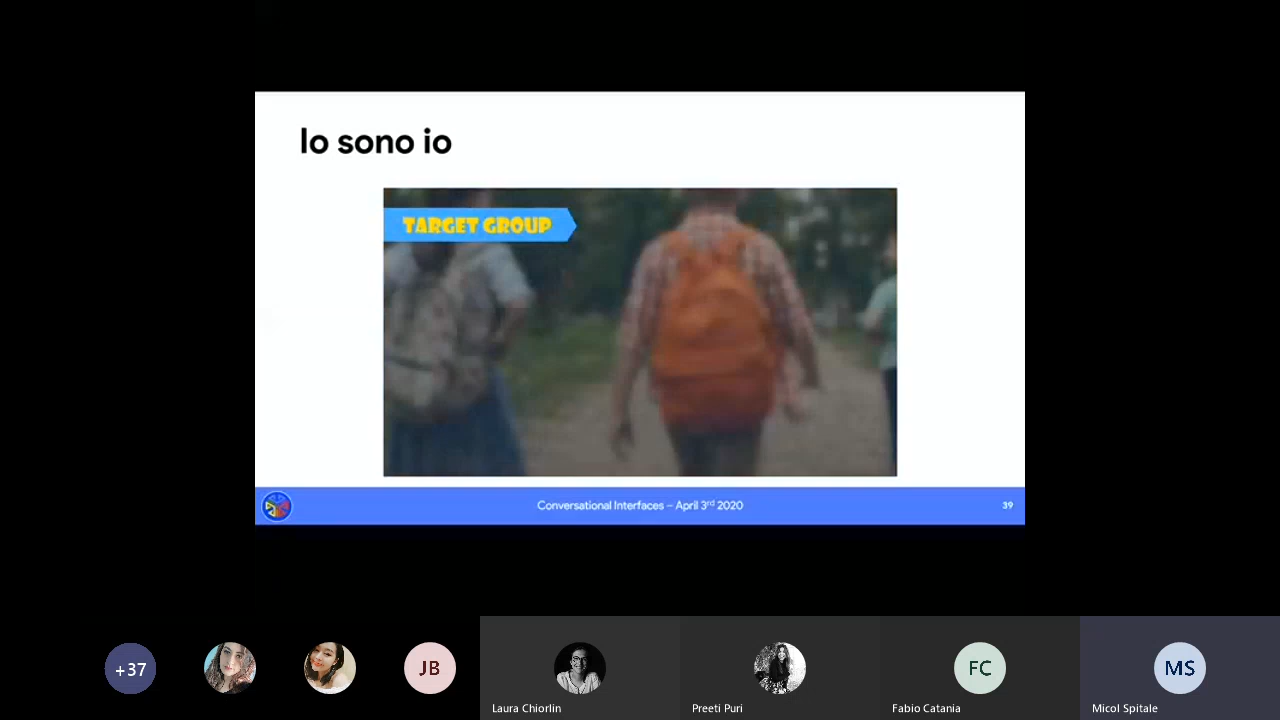 Io sono io
TARGET GROUP
Conversational Interfaces – April 3rd 2020
39
+37
JB
FC
MS
Laura Chiorlin
Preeti Puri
Fabio Catania
Micol Spitale